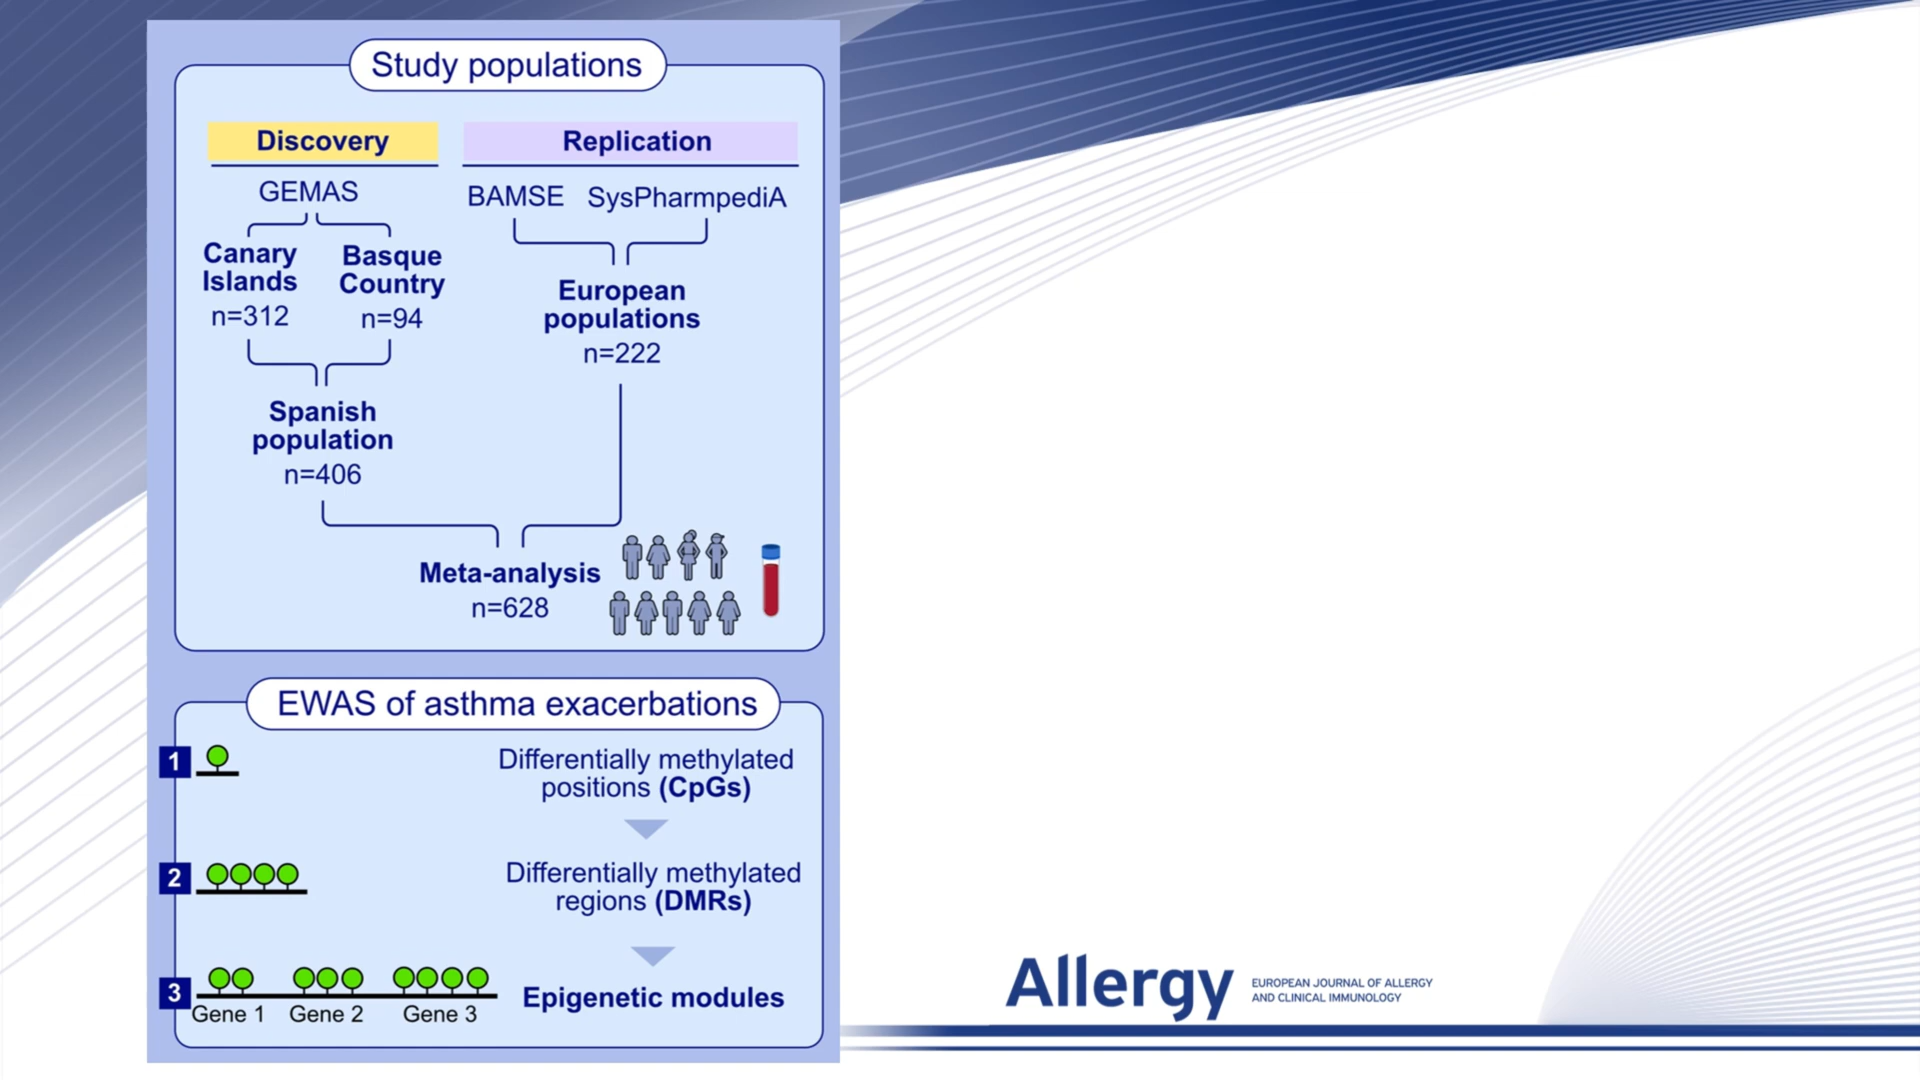 Study populations
Discovery
GEMAS
Canary
Islands
n=312
Basque
Country
n=94
Spanish
population
n=406
Replication
BAMSE SysPharmpediA
European
populations
n=222
Meta-analysis
n=628
EWAS of asthma exacerbations
1
Differentially methylated
positions (CpGs)
2
Differentially methylated
regions (DMRs)
3
Gene 1 Gene 2 Gene 3
Epigenetic modules
Allergy
EUROPEAN JOURNAL OF ALLERGY
AND CLINICAL IMMUNOLOGY